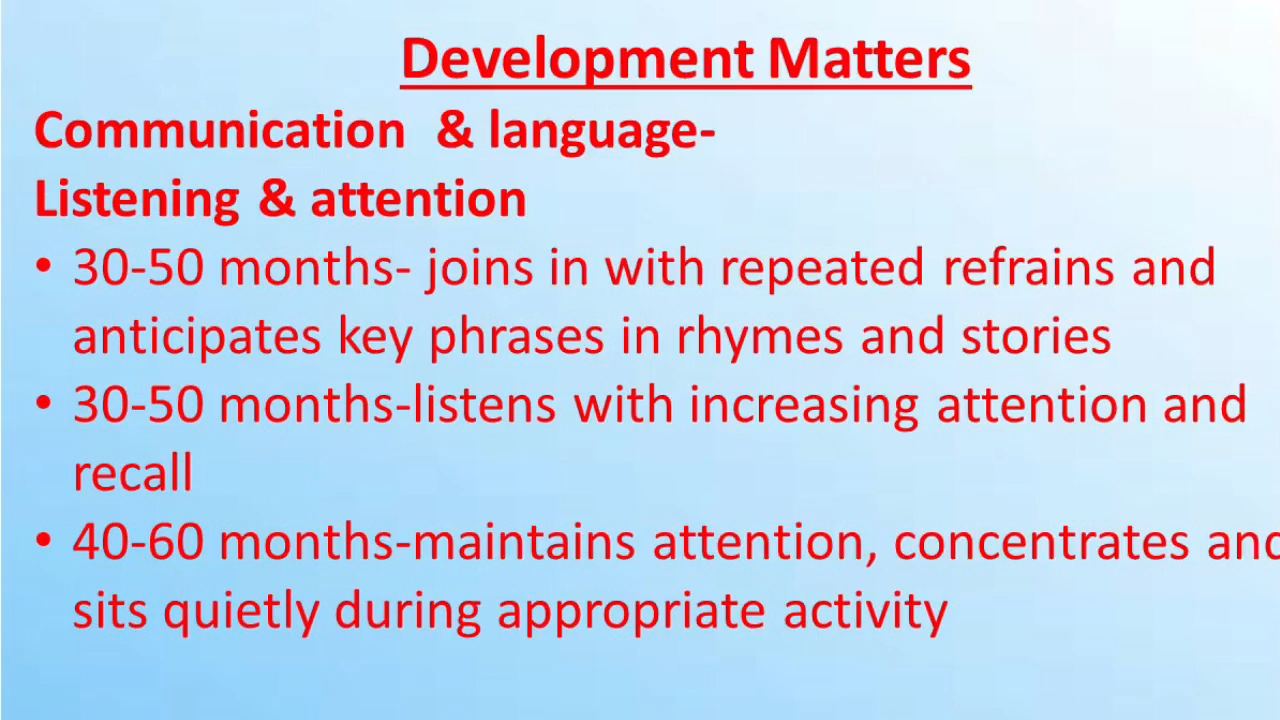 Development Matters
Communication & language-
Listening & attention
• 30-50 months- joins in with repeated refrains and
anticipates key phrases in rhymes and stories
• 30-50 months-listens with increasing attention and
recall
• 40-60 months-maintains attention, concentrates and
sits quietly during appropriate activity